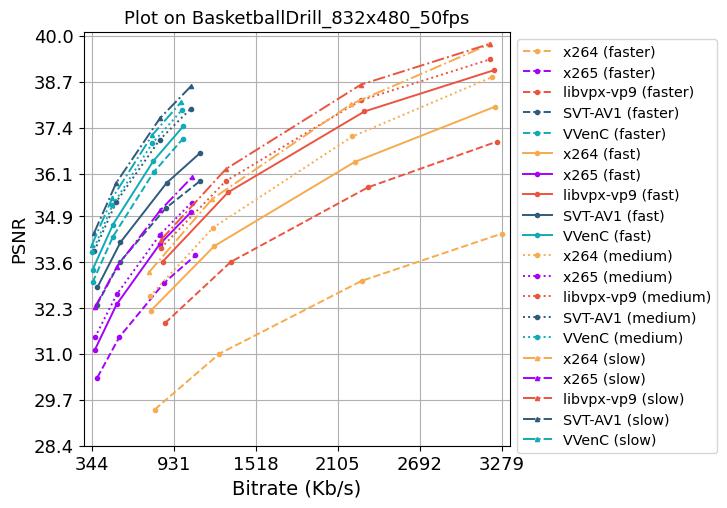 Plot on BasketballDrill_832x480_50fps
40.0
38.7
37.4
36.1
34.9
33.6
32.3
31.0
29.7
28.4
PSNR
344 931 1518 2105 2692 3279
Bitrate (Kb/s)
x264 (faster)
x265 (faster)
libvpx-vp9 (faster)
SVT-AV1 (faster)
VVenC (faster)
x264 (fast)
x265 (fast)
libvpx-vp9 (fast)
SVT-AV1 (fast)
VVenC (fast)
x264 (medium)
x265 (medium)
libvpx-vp9 (medium)
SVT-AV1 (medium)
VVenC (medium)
x264 (slow)
x265 (slow)
libvpx-vp9 (slow)
SVT-AV1 (slow)
VVenC (slow)